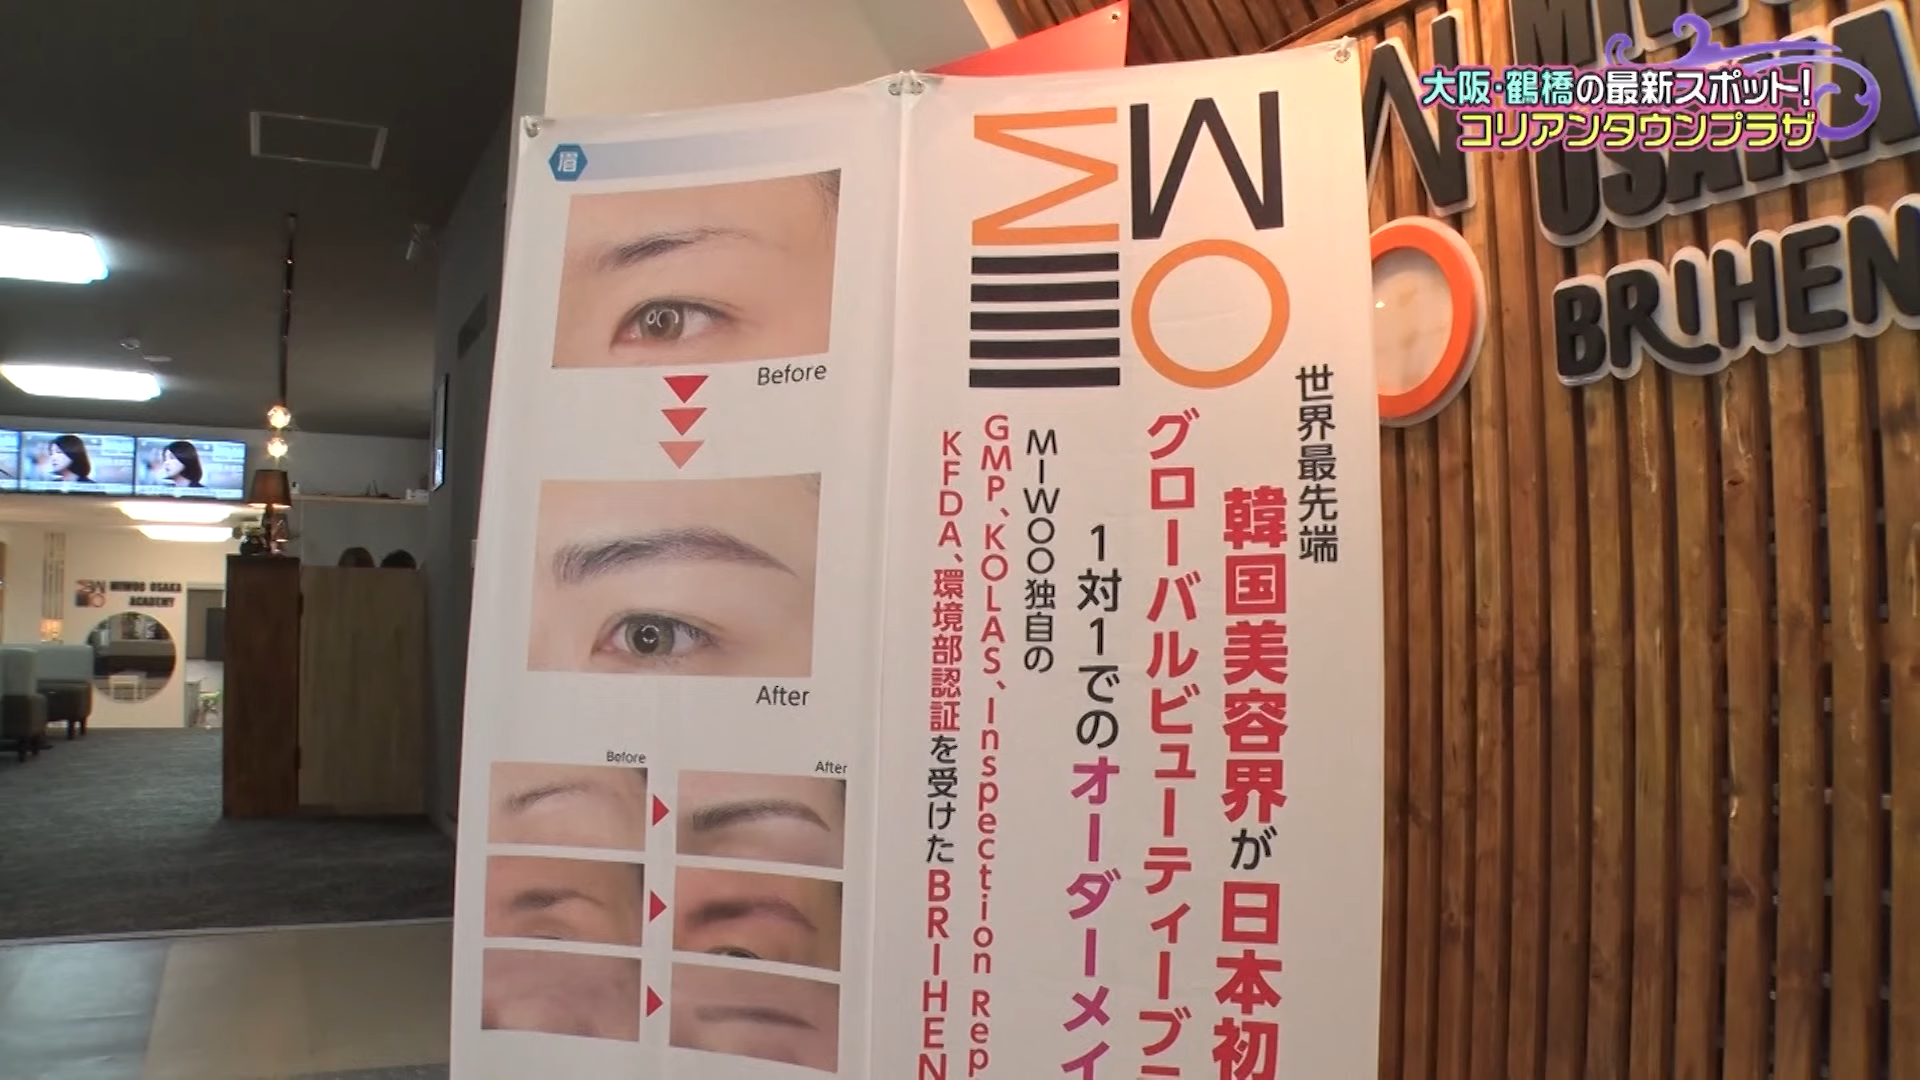 大阪・鶴橋の最新スポット!
コリアンタウンプラザ
眉
Before
After
Before
After
世界最先端
韓国美容界が日本初
グローバルビューティーブ
1対1でのオーダーメイ
MIWOO独自の
GMP、KOLAS、Inspection Rep
KFDA、環境部認証を受けたBRIHEN
OSAKA
BRIHEN
MIWOO OSAKA
ACADEMY